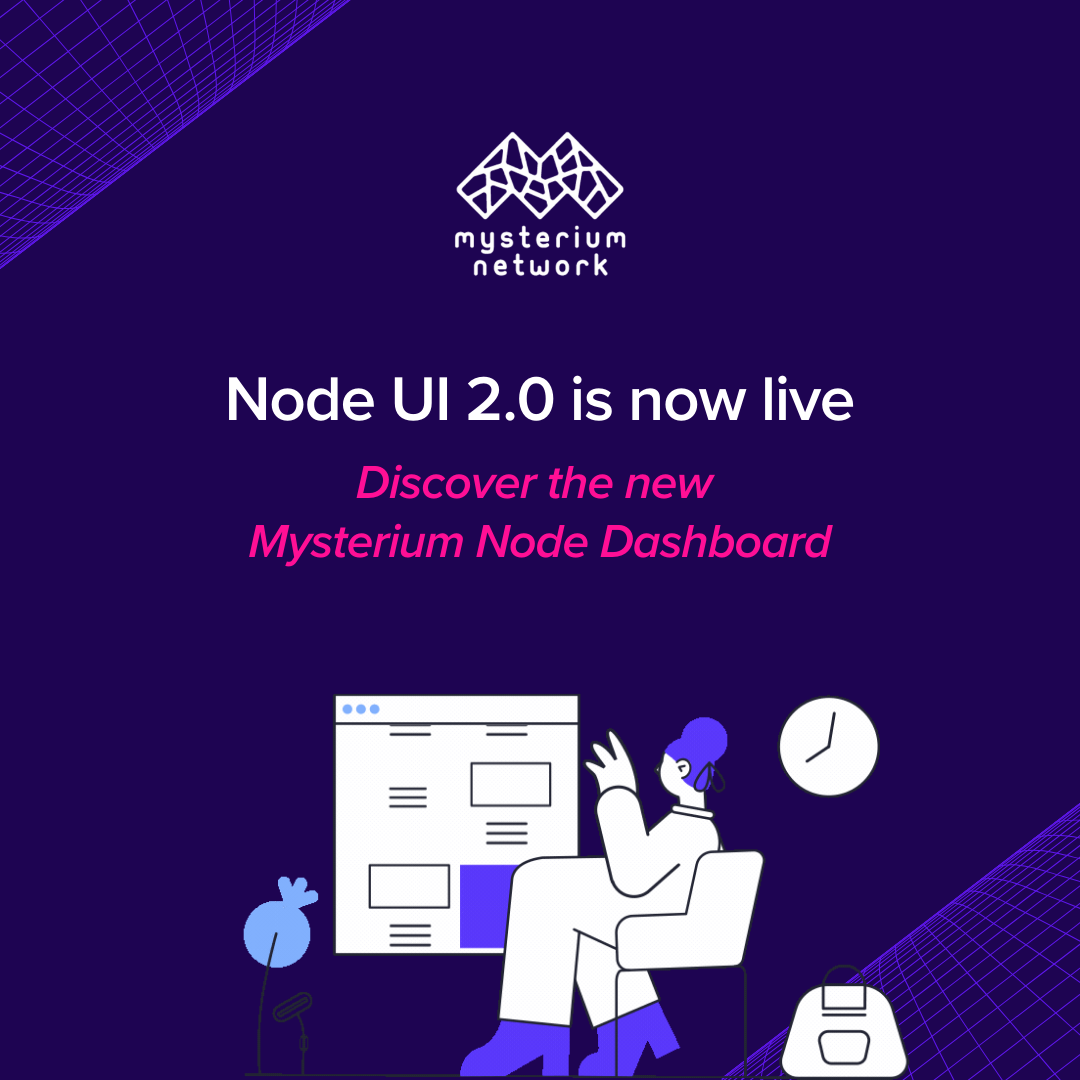 mysterium
network
Node UI 2.0 is now live
Discover the new
Mysterium Node Dashboard